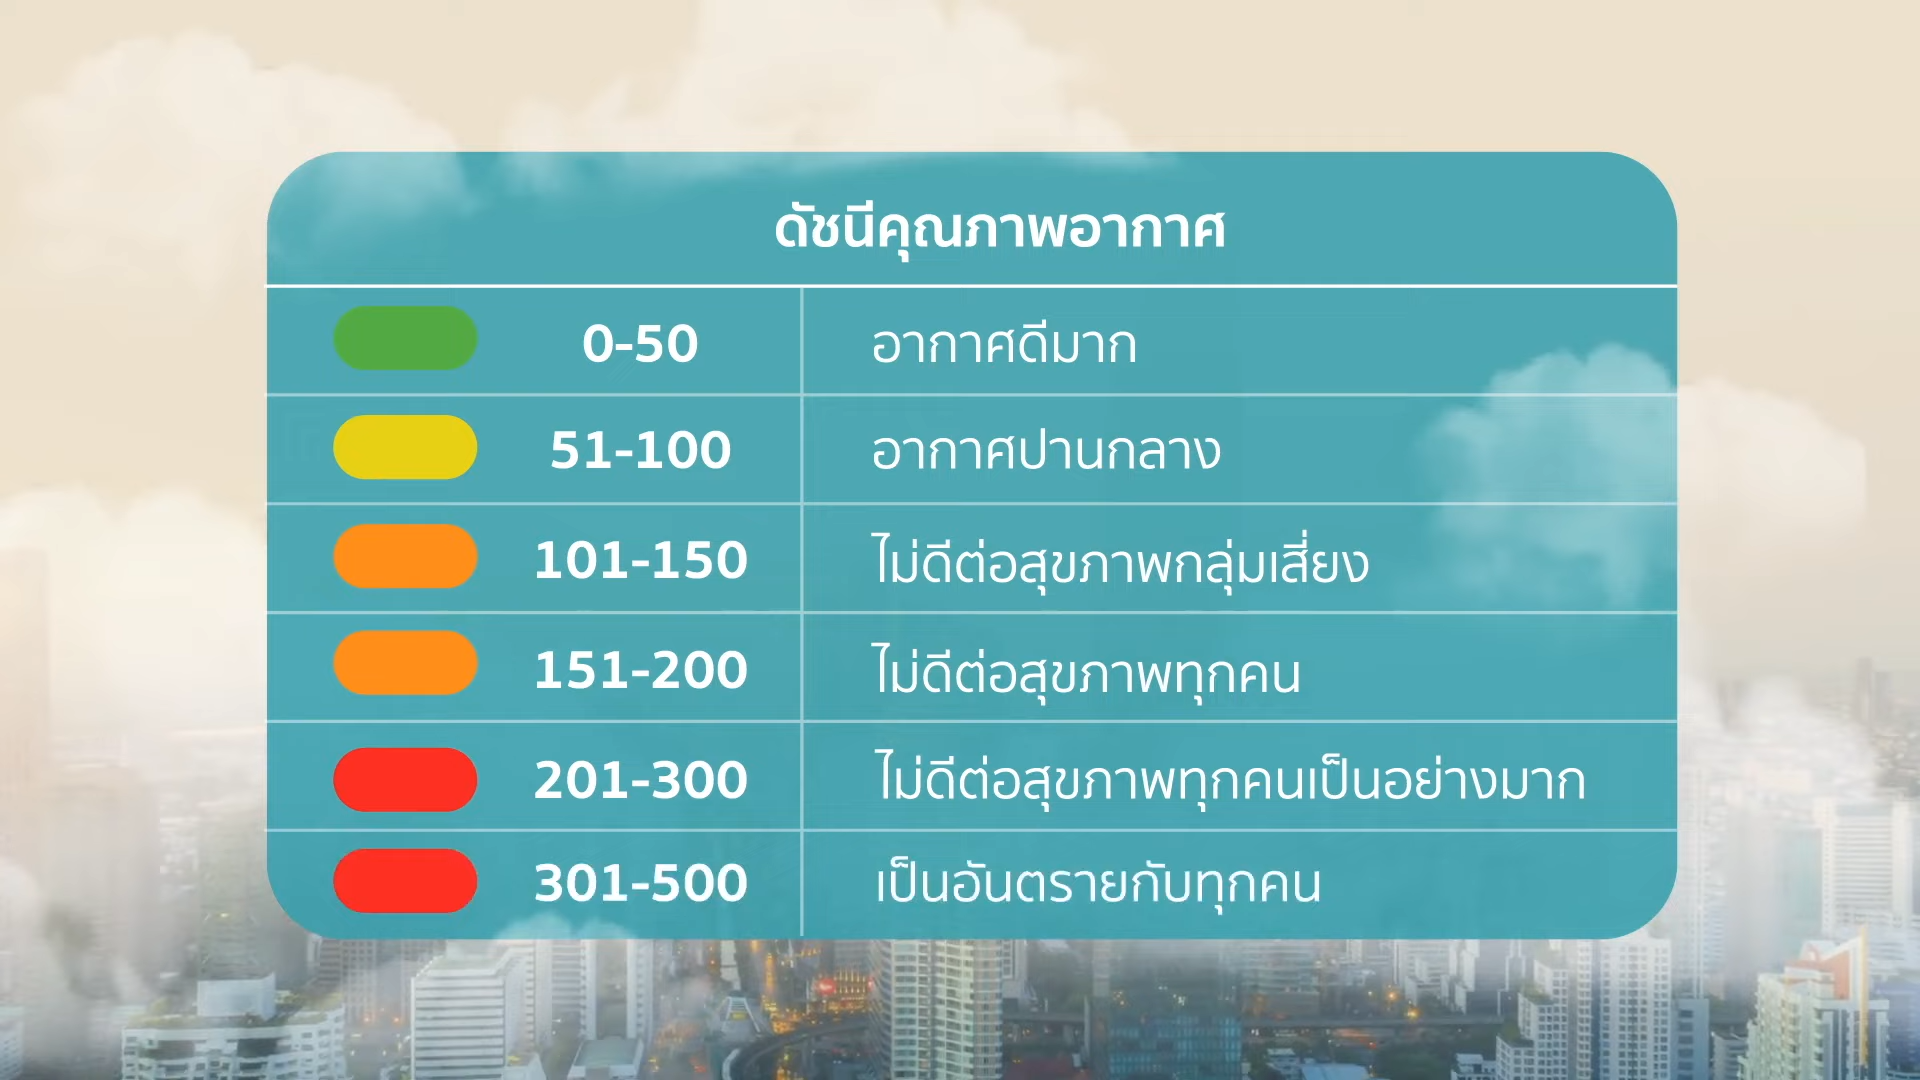 ดัชนีคุณภาพอากาศ
0-50 อากาศดีมาก
51-100 อากาศปานกลาง
101-150 ไม่ดีต่อสุขภาพกลุ่มเสี่ยง
151-200 ไม่ดีต่อสุขภาพทุกคน
201-300 ไม่ดีต่อสุขภาพทุกคนเป็นอย่างมาก
301-500 เป็นอันตรายกับทุกคน